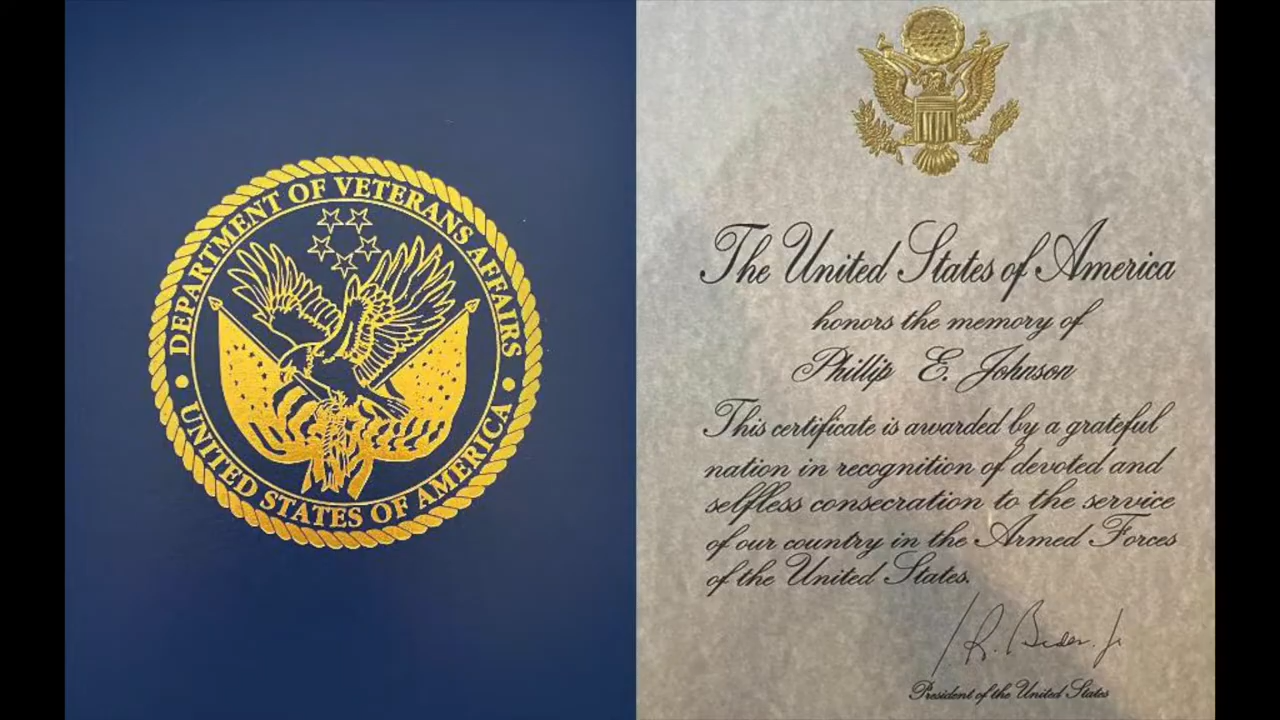 DEPARTMENT OF VETERANS AFFAIRS
UNITED STATES OF AMERICA
The United States of America
honors the memory of
Phillip E. Johnson
This certificate is awarded by a grateful
nation in recognition of devoted and
selfless consecration to the service
of our country in the Armed Forces
of the United States.
J R. Biden Jr
President of the United States